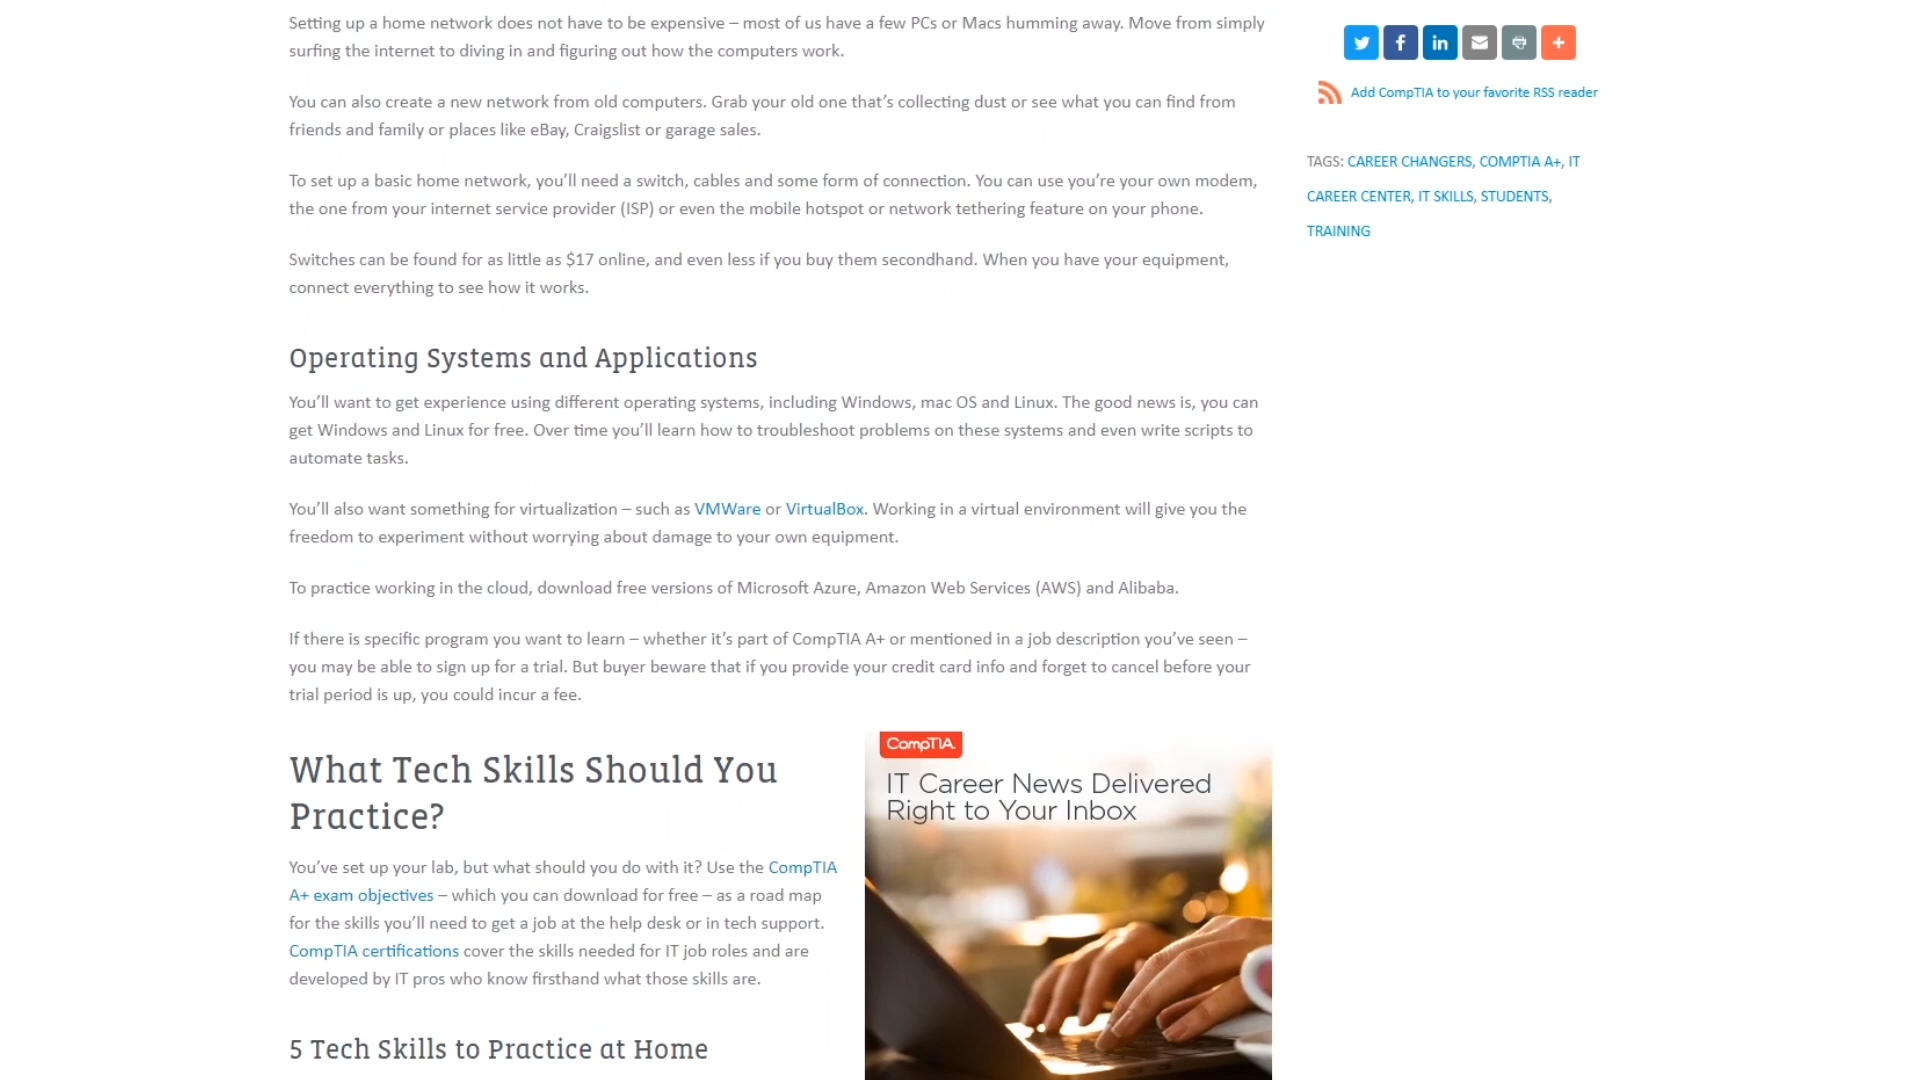 Setting up a home network does not have to be expensive – most of us have a few PCs or Macs humming away. Move from simply
surfing the internet to diving in and figuring out how the computers work.
You can also create a new network from old computers. Grab your old one that’s collecting dust or see what you can find from
friends and family or places like eBay, Craigslist or garage sales.
To set up a basic home network, you’ll need a switch, cables and some form of connection. You can use you’re your own modem,
the one from your internet service provider (ISP) or even the mobile hotspot or network tethering feature on your phone.
Switches can be found for as little as $17 online, and even less if you buy them secondhand. When you have your equipment,
connect everything to see how it works.
Operating Systems and Applications
You’ll want to get experience using different operating systems, including Windows, mac OS and Linux. The good news is, you can
get Windows and Linux for free. Over time you’ll learn how to troubleshoot problems on these systems and even write scripts to
automate tasks.
You’ll also want something for virtualization – such as VMWare or VirtualBox. Working in a virtual environment will give you the
freedom to experiment without worrying about damage to your own equipment.
To practice working in the cloud, download free versions of Microsoft Azure, Amazon Web Services (AWS) and Alibaba.
If there is specific program you want to learn – whether it’s part of CompTIA A+ or mentioned in a job description you’ve seen –
you may be able to sign up for a trial. But buyer beware that if you provide your credit card info and forget to cancel before your
trial period is up, you could incur a fee.
What Tech Skills Should You
Practice?
You’ve set up your lab, but what should you do with it? Use the CompTIA
A+ exam objectives – which you can download for free – as a road map
for the skills you’ll need to get a job at the help desk or in tech support.
CompTIA certifications cover the skills needed for IT job roles and are
developed by IT pros who know firsthand what those skills are.
5 Tech Skills to Practice at Home
CompTIA
IT Career News Delivered
Right to Your Inbox
Add CompTIA to your favorite RSS reader
TAGS: CAREER CHANGERS, COMPTIA A+, IT
CAREER CENTER, IT SKILLS, STUDENTS,
TRAINING